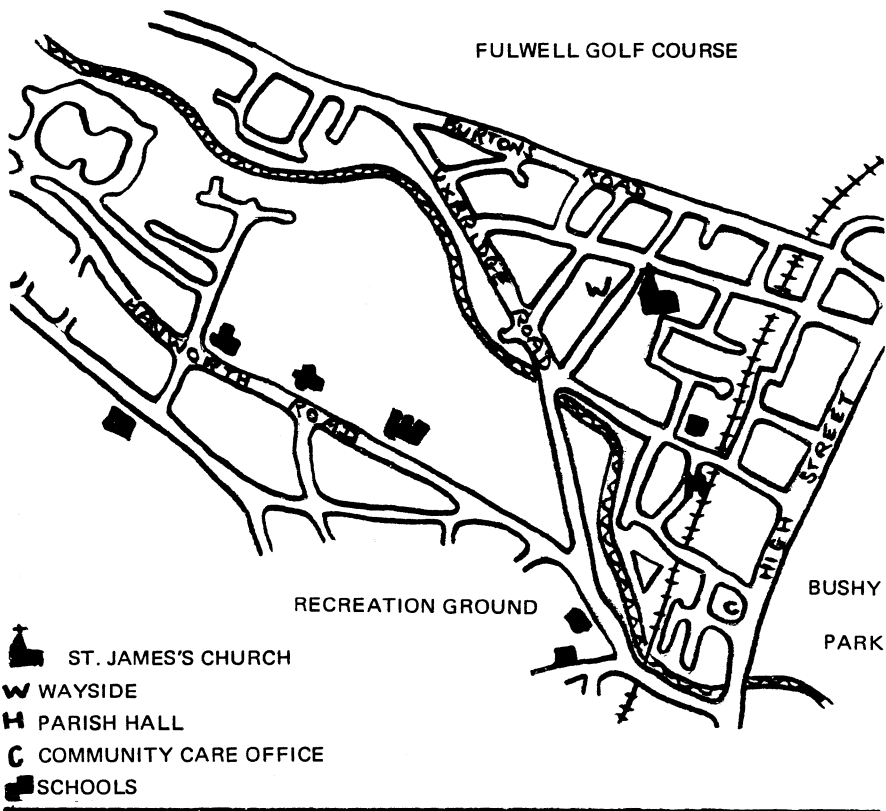 FULWELL GOLF COURSE
BURTONS ROAD
UXBRIDGE ROAD
W
HANWORTH ROAD
HIGH STREET
H
C
BUSHY
PARK
RECREATION GROUND
ST. JAMES'S CHURCH
W WAYSIDE
H PARISH HALL
C COMMUNITY CARE OFFICE
SCHOOLS